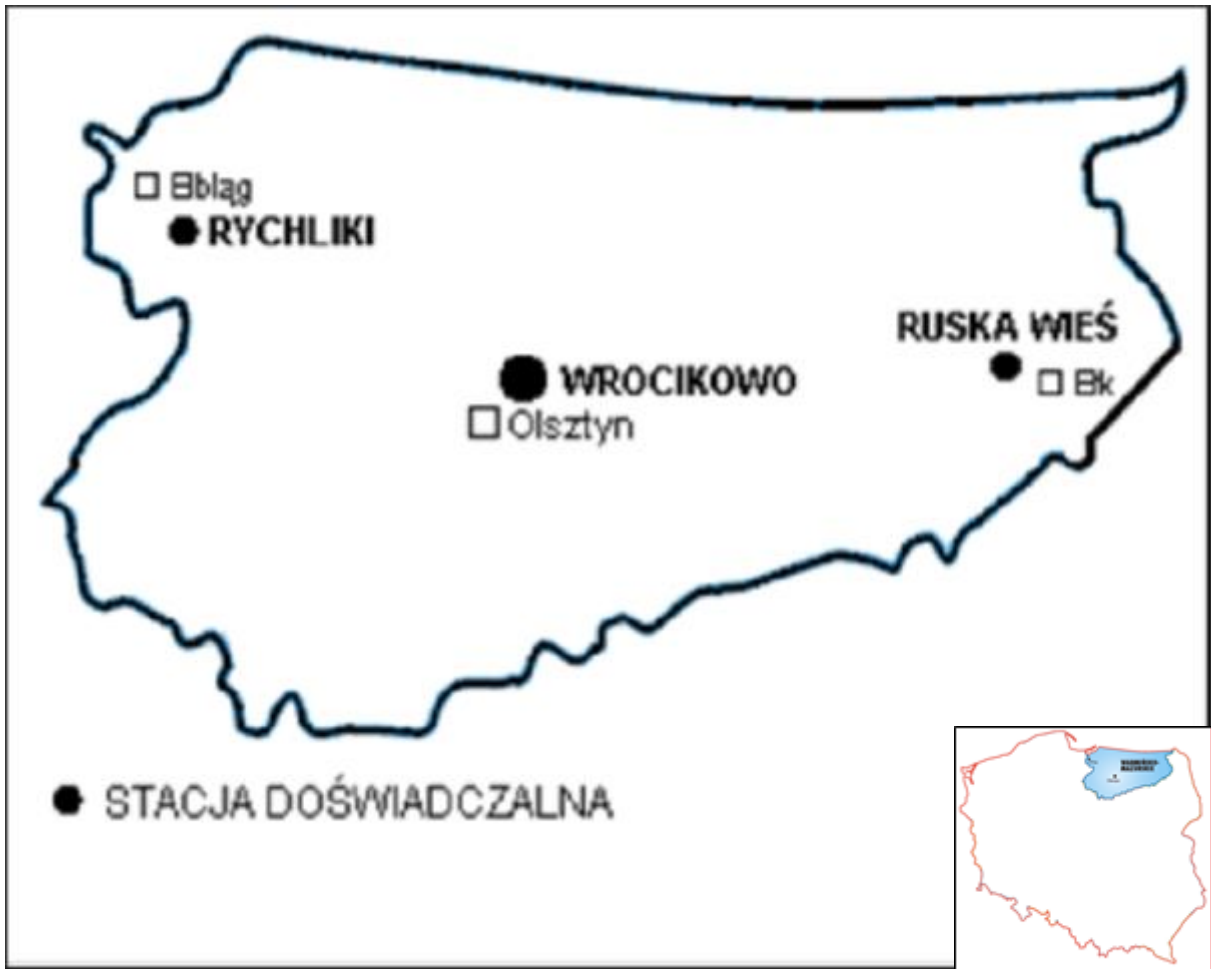 Elbląg
RYCHLIKI
RUSKA WIEŚ
Ełk
WROCIKOWO
Olsztyn
STACJA DOŚWIADCZALNA